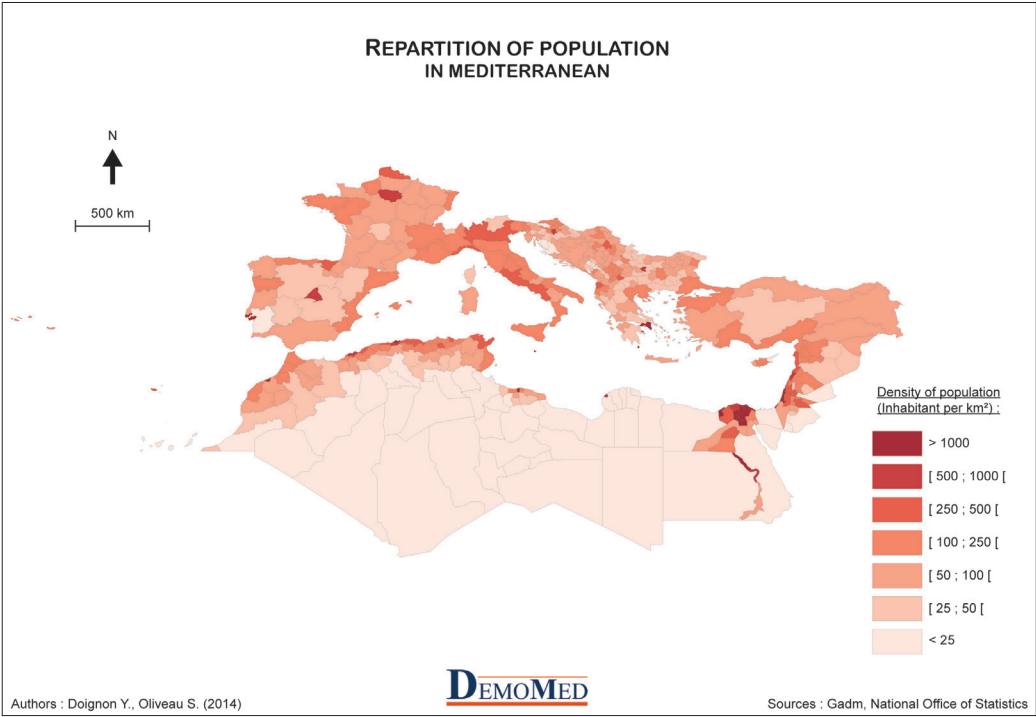 REPARTITION OF POPULATION
IN MEDITERRANEAN
N
500 km
Density of population
(Inhabitant per km²) :
> 1000
[ 500 ; 1000 [
[ 250 ; 500 [
[ 100 ; 250 [
[ 50 ; 100 [
[ 25 ; 50 [
< 25
Authors : Doignon Y., Oliveau S. (2014)
DEMOMED
Sources : Gadm, National Office of Statistics